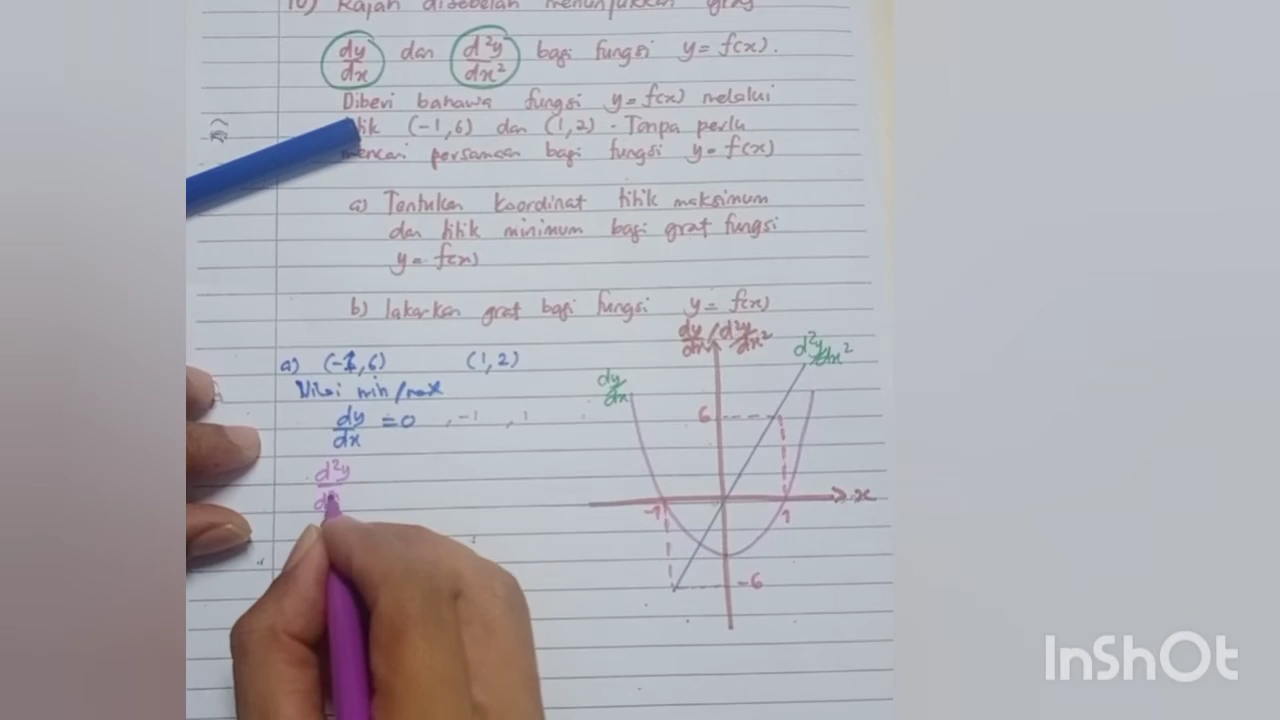 10) Rajah disebelah menunjukkan graf
dy/dx dan d²y/dx² bagi fungsi y = f(x).
Diberi bahawa fungsi y = f(x) melalui
titik (-1, 6) dan (1, 2). Tanpa perlu
mencari persamaan bagi fungsi y = f(x)
a) Tentukan koordinat titik maksimum
dan titik minimum bagi graf fungsi
y = f(x)
b) lakarkan graf bagi fungsi y = f(x)
a) (-1, 6) (1, 2)
Nilai min/max
dy/dx = 0 , -1 , 1
d²y
dx
dy/dx / d²y/dx²
d²y/dx²
dy/dx
6
x
-1
1
-6
InShOt